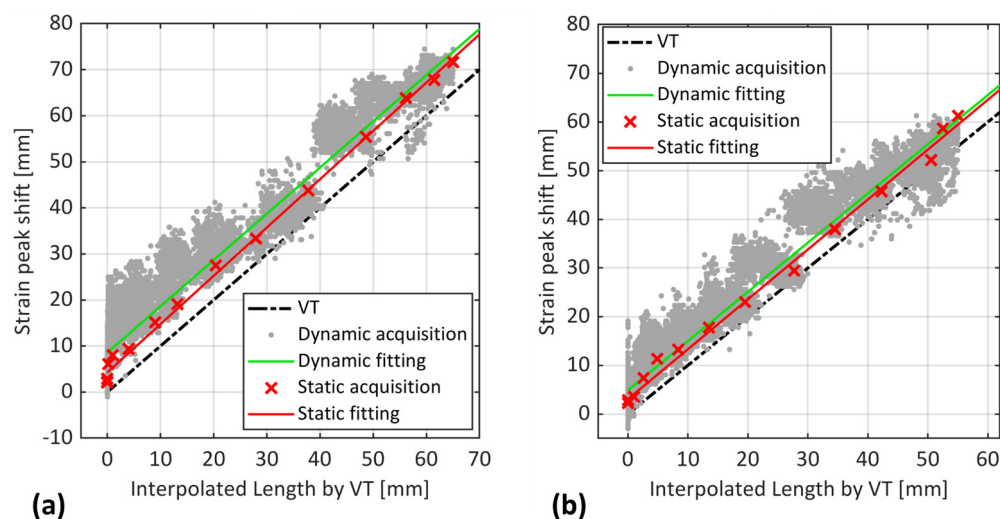 80
70
60
50
40
30
20
10
0
-10
Strain peak shift [mm]
0 10 20 30 40 50 60 70
Interpolated Length by VT [mm]
VT
Dynamic acquisition
Dynamic fitting
Static acquisition
Static fitting
(a)
80
70
60
50
40
30
20
10
0
Strain peak shift [mm]
0 10 20 30 40 50 60
Interpolated Length by VT [mm]
VT
Dynamic acquisition
Dynamic fitting
Static acquisition
Static fitting
(b)